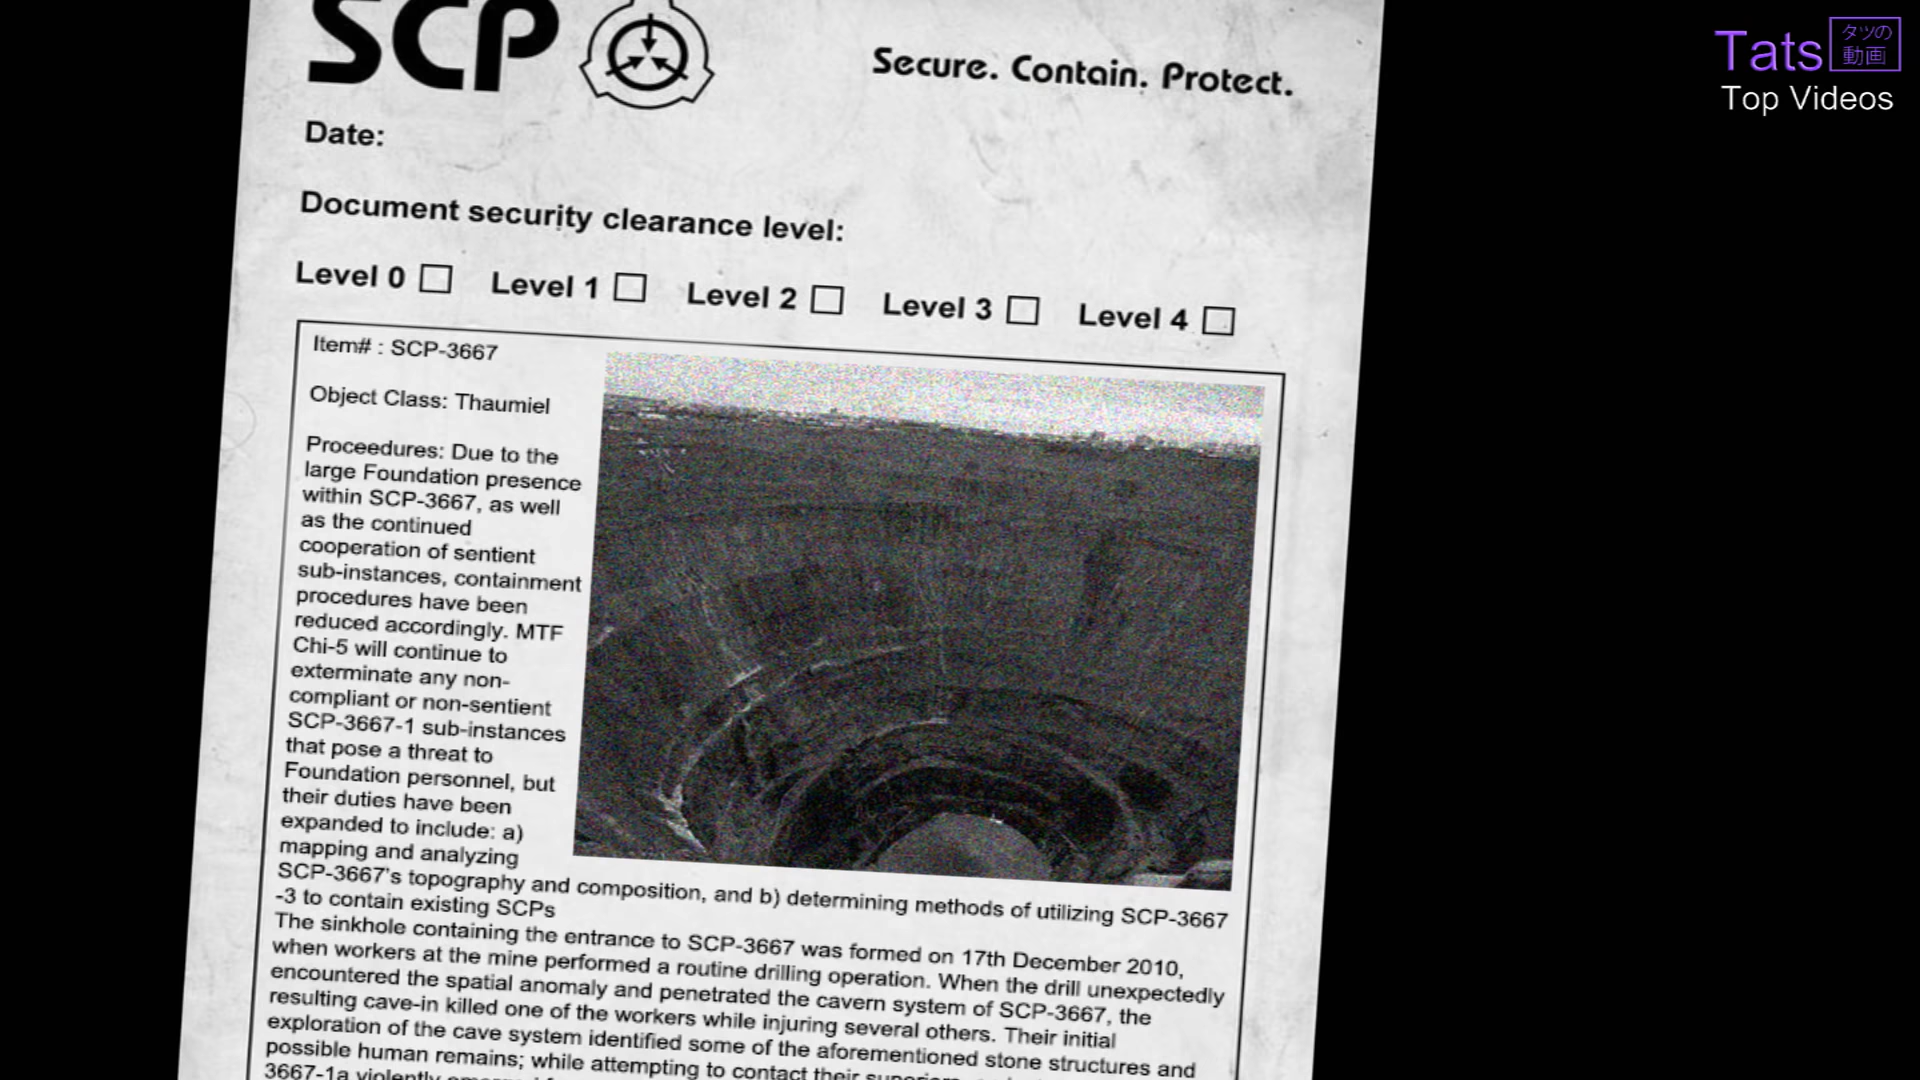 SCP
Secure. Contain. Protect.
Tats タツの動画
Top Videos
Date:
Document security clearance level:
Level 0 Level 1 Level 2 Level 3 Level 4
Item# : SCP-3667
Object Class: Thaumiel
Proceedures: Due to the
large Foundation presence
within SCP-3667, as well
as the continued
cooperation of sentient
sub-instances, containment
procedures have been
reduced accordingly. MTF
Chi-5 will continue to
exterminate any non-
compliant or non-sentient
SCP-3667-1 sub-instances
that pose a threat to
Foundation personnel, but
their duties have been
expanded to include: a)
mapping and analyzing
SCP-3667's topography and composition, and b) determining methods of utilizing SCP-3667
-3 to contain existing SCPs
The sinkhole containing the entrance to SCP-3667 was formed on 17th December 2010,
when workers at the mine performed a routine drilling operation. When the drill unexpectedly
encountered the spatial anomaly and penetrated the cavern system of SCP-3667, the
resulting cave-in killed one of the workers while injuring several others. Their initial
exploration of the cave system identified some of the aforementioned stone structures and
possible human remains; while attempting to contact their
3667-1a violently